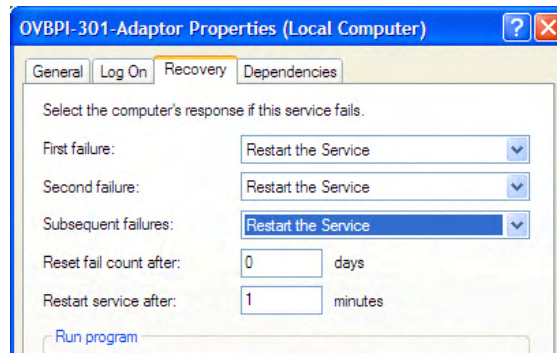 OVBPI-301-Adaptor Properties (Local Computer)
General Log On Recovery Dependencies
Select the computer's response if this service fails.
First failure: Restart the Service
Second failure: Restart the Service
Subsequent failures: Restart the Service
Reset fail count after: 0 days
Restart service after: 1 minutes
Run program